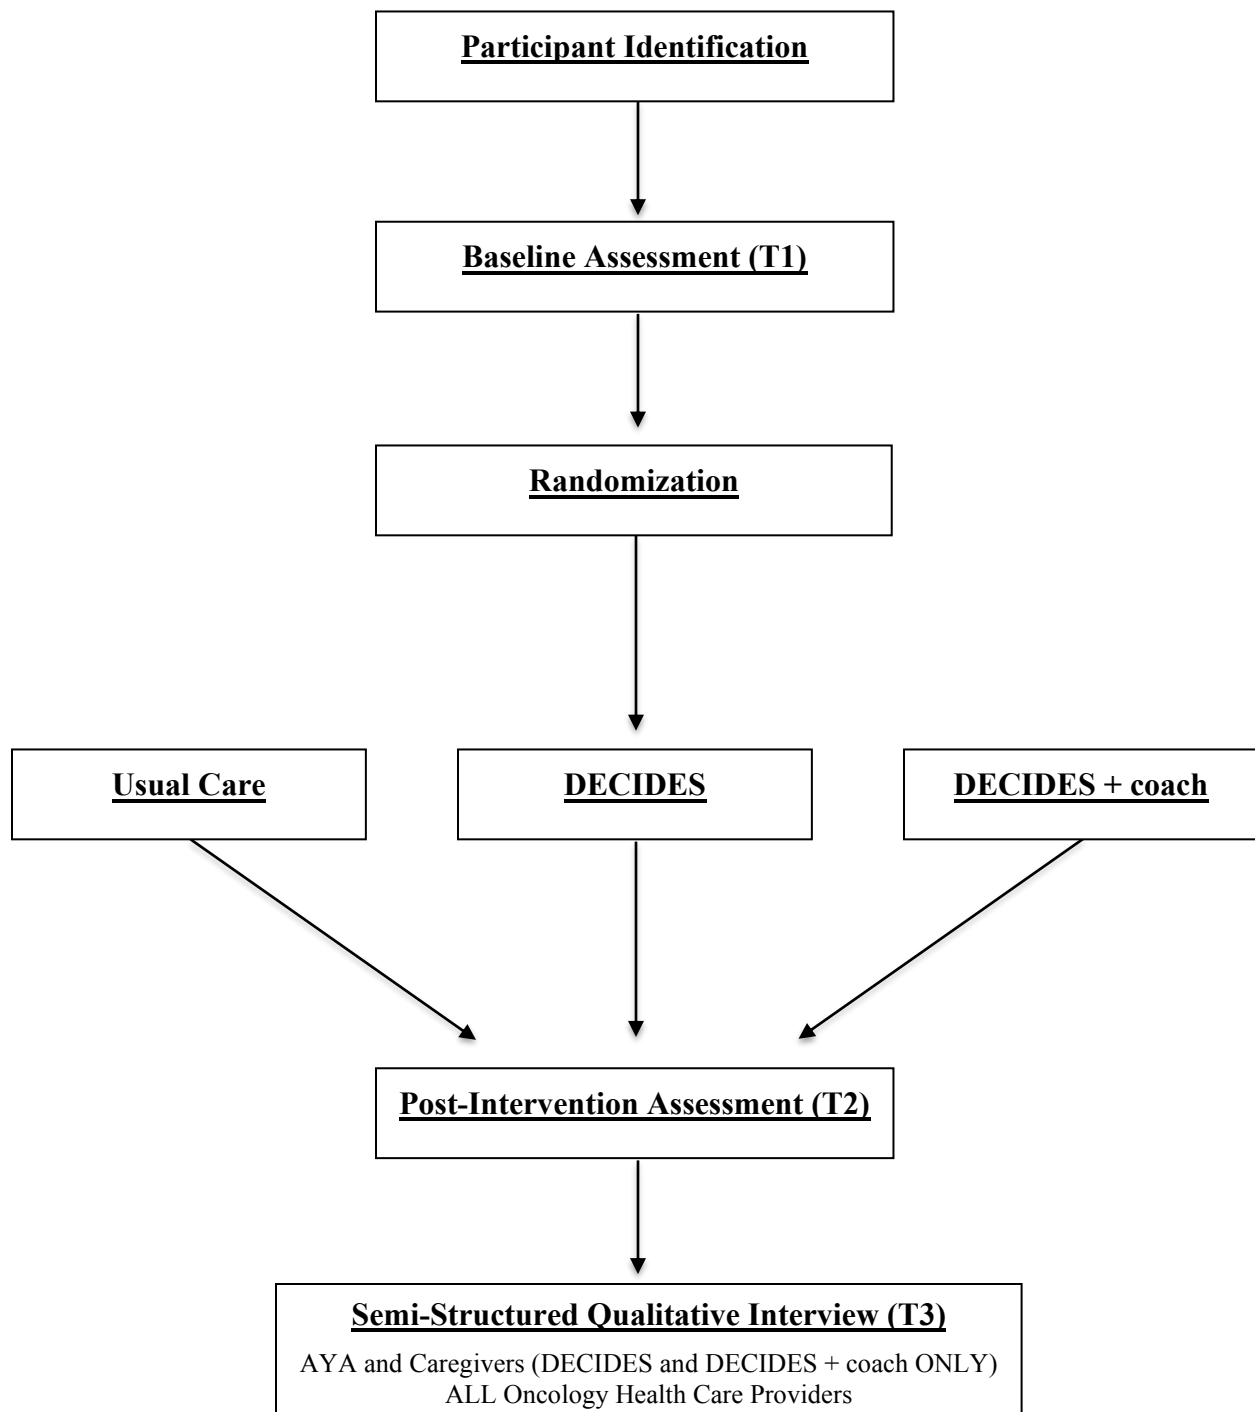 Participant Identification
Baseline Assessment (T1)
Randomization
Usual Care
DECIDES
DECIDES + coach
Post-Intervention Assessment (T2)
Semi-Structured Qualitative Interview (T3)
AYA and Caregivers (DECIDES and DECIDES + coach ONLY)
ALL Oncology Health Care Providers